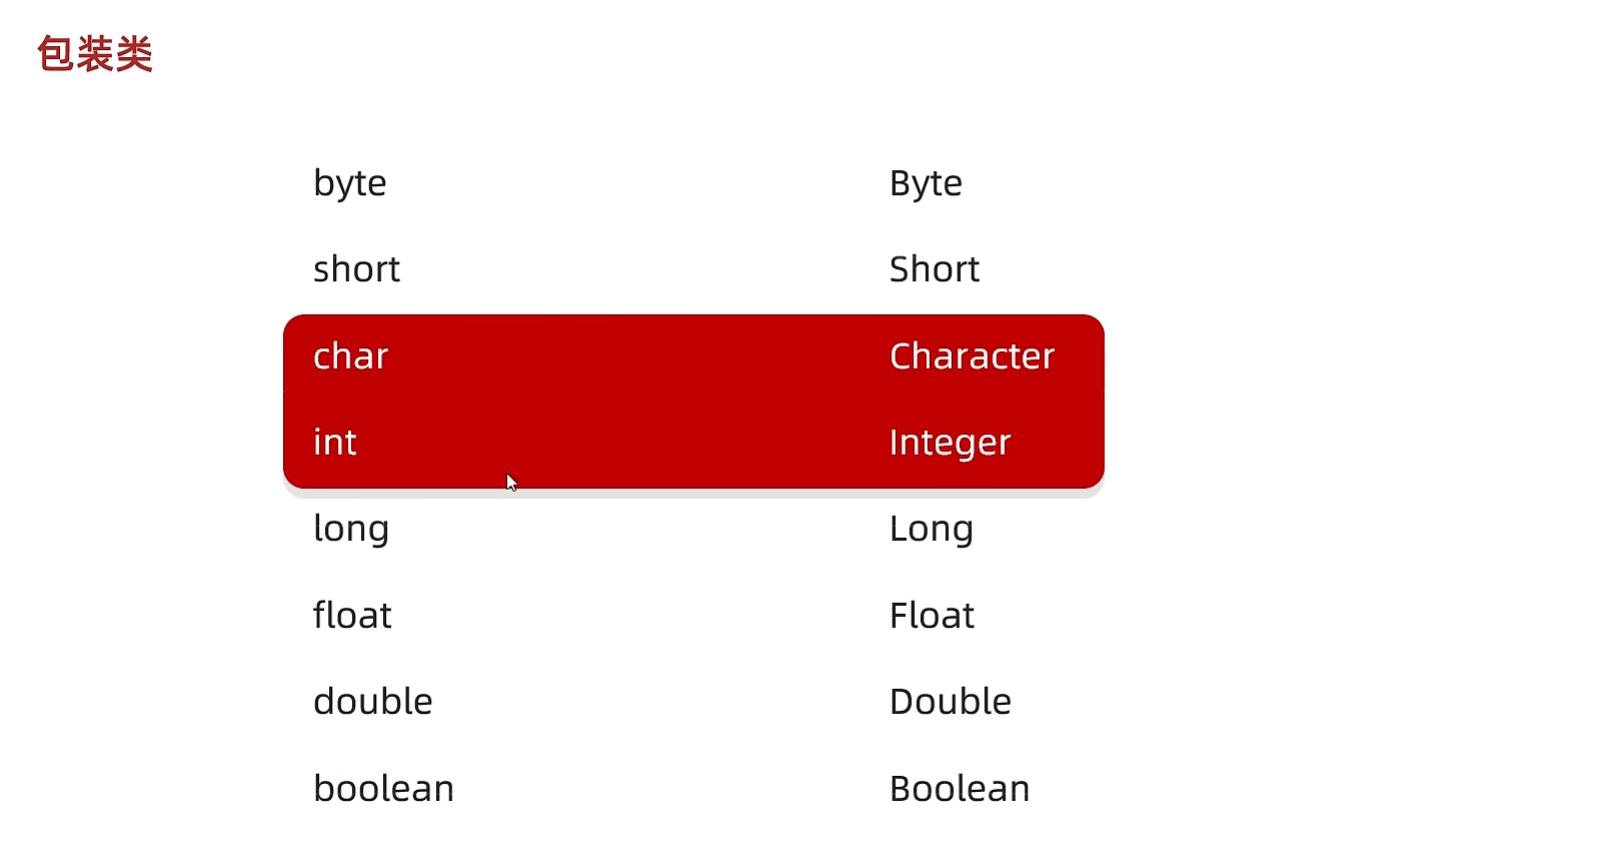 包装类
byte Byte
short Short
char Character
int Integer
long Long
float Float
double Double
boolean Boolean